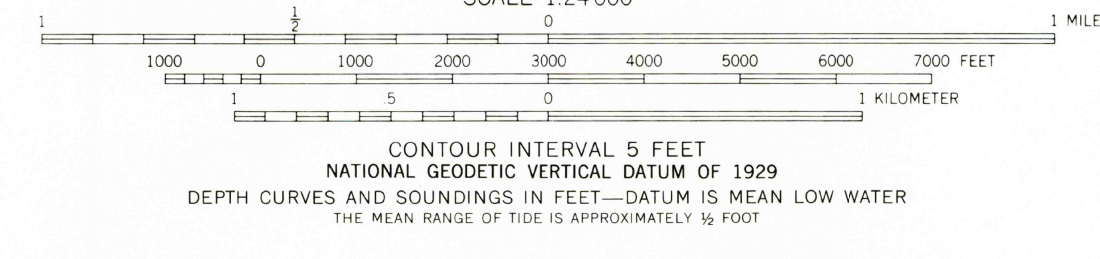 SCALE 1:24 000
1 1/2 0 1 MILE
1000 0 1000 2000 3000 4000 5000 6000 7000 FEET
1 .5 0 1 KILOMETER
CONTOUR INTERVAL 5 FEET
NATIONAL GEODETIC VERTICAL DATUM OF 1929
DEPTH CURVES AND SOUNDINGS IN FEET—DATUM IS MEAN LOW WATER
THE MEAN RANGE OF TIDE IS APPROXIMATELY ½ FOOT